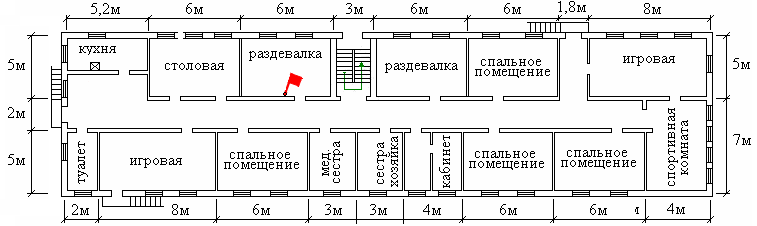 5,2м 6м 6м 3м 6м 6м 1,8м 8м
кухня
столовая
раздевалка
раздевалка
спальное
помещение
игровая
5м
2м
5м
5м
7м
туалет
игровая
спальное
помещение
мед.
сестра
сестра
хозяйка
кабинет
спальное
помещение
спальное
помещение
спортивная
комната
2м 8м 6м 3м 3м 4м 6м 6м 4м